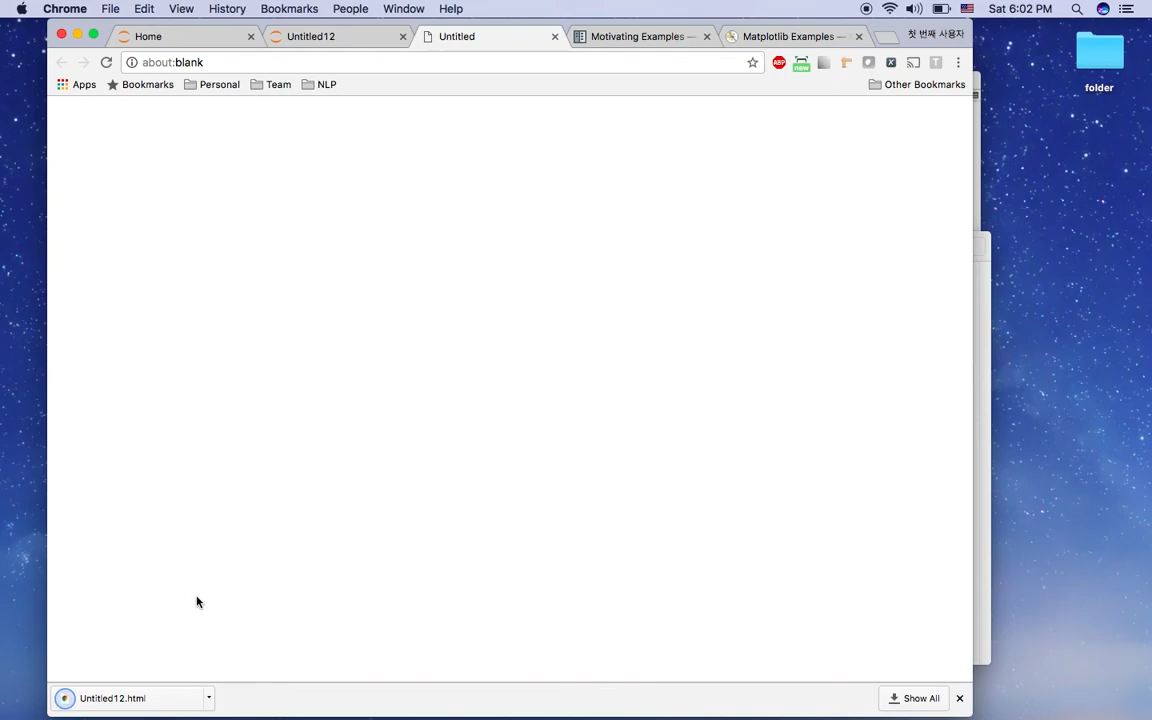 Chrome File Edit View History Bookmarks People Window Help Sat 6:02 PM
Home Untitled12 Untitled Motivating Examples — Matplotlib Examples — 첫 번째 사용자
about:blank ABP new X T
Apps Bookmarks Personal Team NLP Other Bookmarks
folder
Untitled12.html Show All